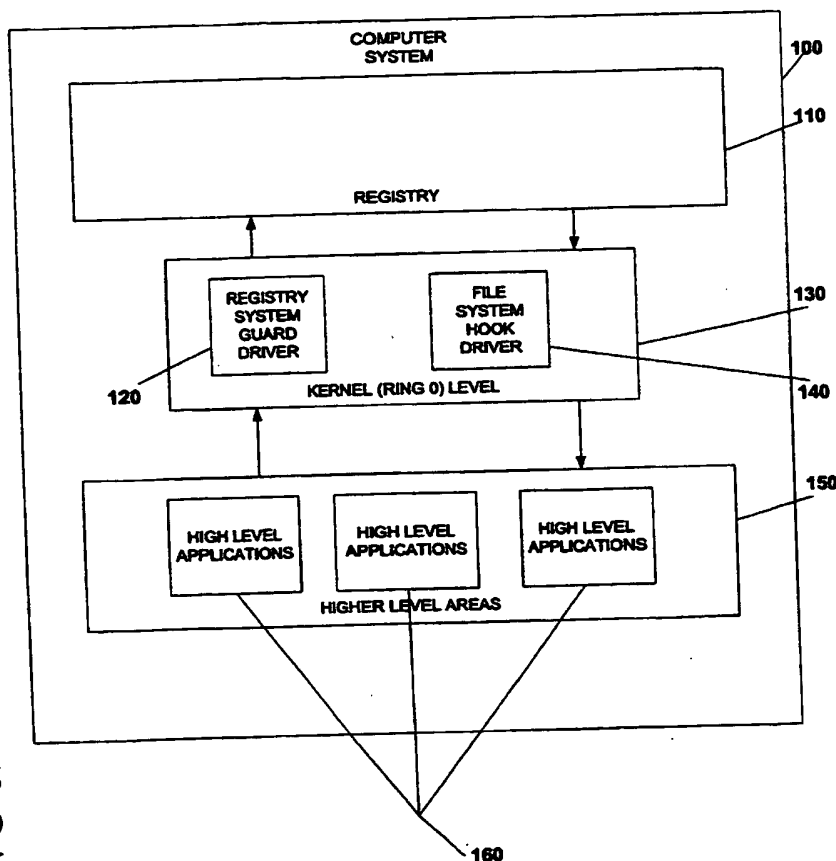 COMPUTER
SYSTEM
100
110
REGISTRY
REGISTRY
SYSTEM
GUARD
DRIVER
FILE
SYSTEM
HOOK
DRIVER
130
120
KERNEL (RING 0) LEVEL
140
150
HIGH LEVEL
APPLICATIONS
HIGH LEVEL
APPLICATIONS
HIGH LEVEL
APPLICATIONS
HIGHER LEVEL AREAS
160